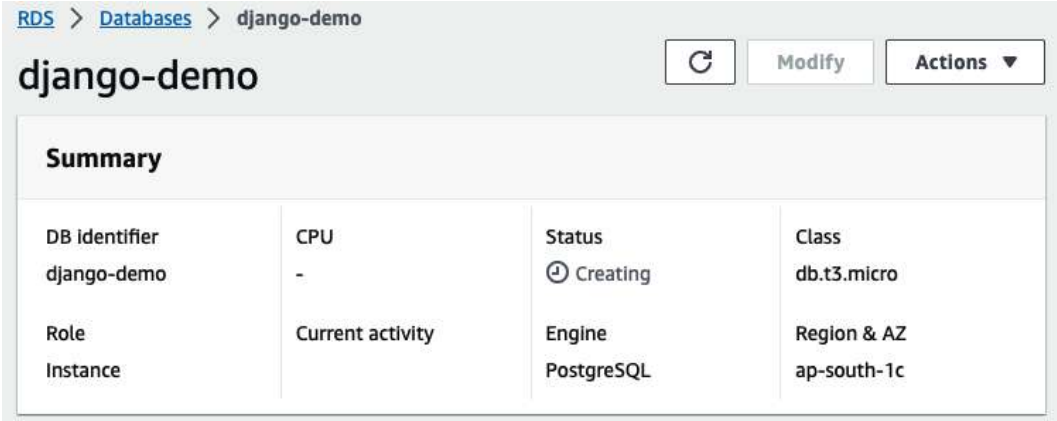 RDS > Databases > django-demo
django-demo
Modify
Actions ▼
Summary
DB identifier
django-demo
CPU
-
Status
Creating
Class
db.t3.micro
Role
Instance
Current activity
Engine
PostgreSQL
Region & AZ
ap-south-1c